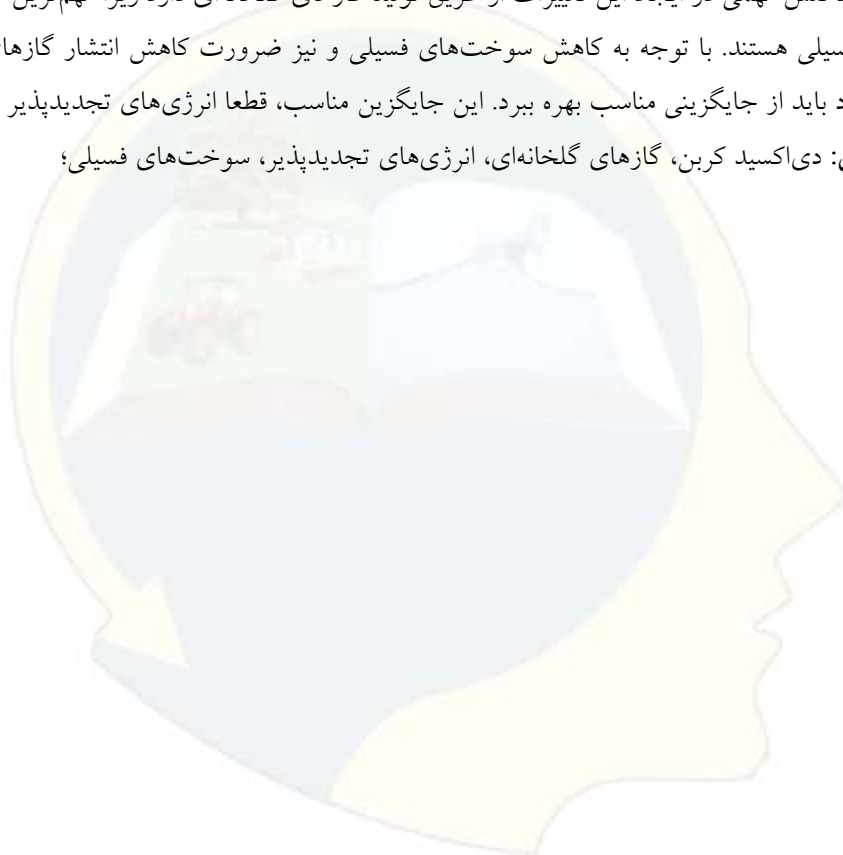 سیلی هستند. با توجه به کاهش سوخت‌های فسیلی و نیز ضرورت کاهش انتشار گازها
د باید از جایگزینی مناسب بهره ببرد. این جایگزین مناسب، قطعا انرژی‌های تجدیدپذیر
: دی‌اکسید کربن، گازهای گلخانه‌ای، انرژی‌های تجدیدپذیر، سوخت‌های فسیلی؛